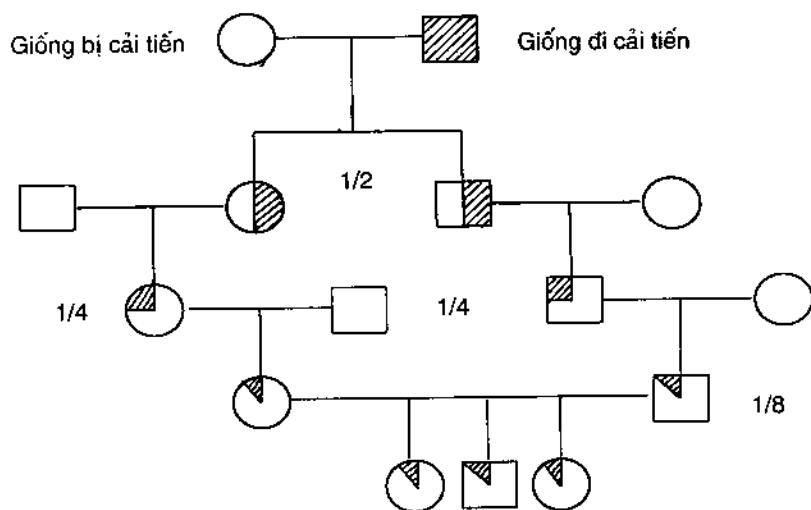 Giống bị cải tiến
Giống đi cải tiến
1/2
1/4
1/4
1/8